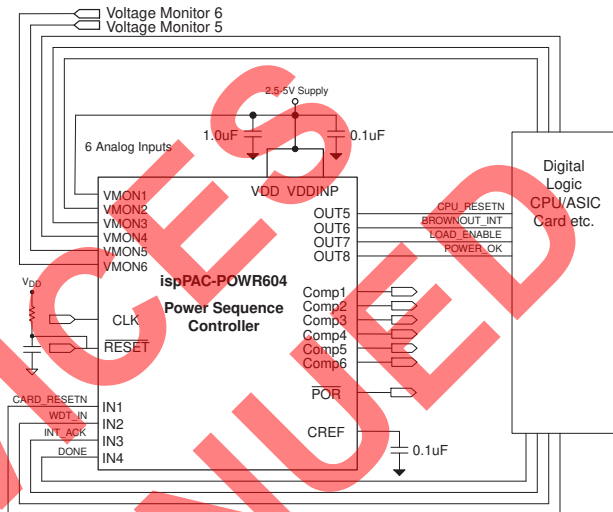 Voltage Monitor 6
Voltage Monitor 5
2.5-5V Supply
1.0uF
0.1uF
6 Analog Inputs
VDD VDDINP
VMON1
VMON2
VMON3
VMON4
VMON5
VMON6
OUT5
OUT6
OUT7
OUT8
CPU_RESETN
BROWNOUT_INT
LOAD_ENABLE
POWER_OK
Digital
Logic
CPU/ASIC
Card etc.
ispPAC-POWR604
Power Sequence
Controller
VDD
CLK
RESET
Comp1
Comp2
Comp3
Comp4
Comp5
Comp6
POR
CARD_RESETN
WDT_IN
INT_ACK
DONE
IN1
IN2
IN3
IN4
CREF
0.1uF